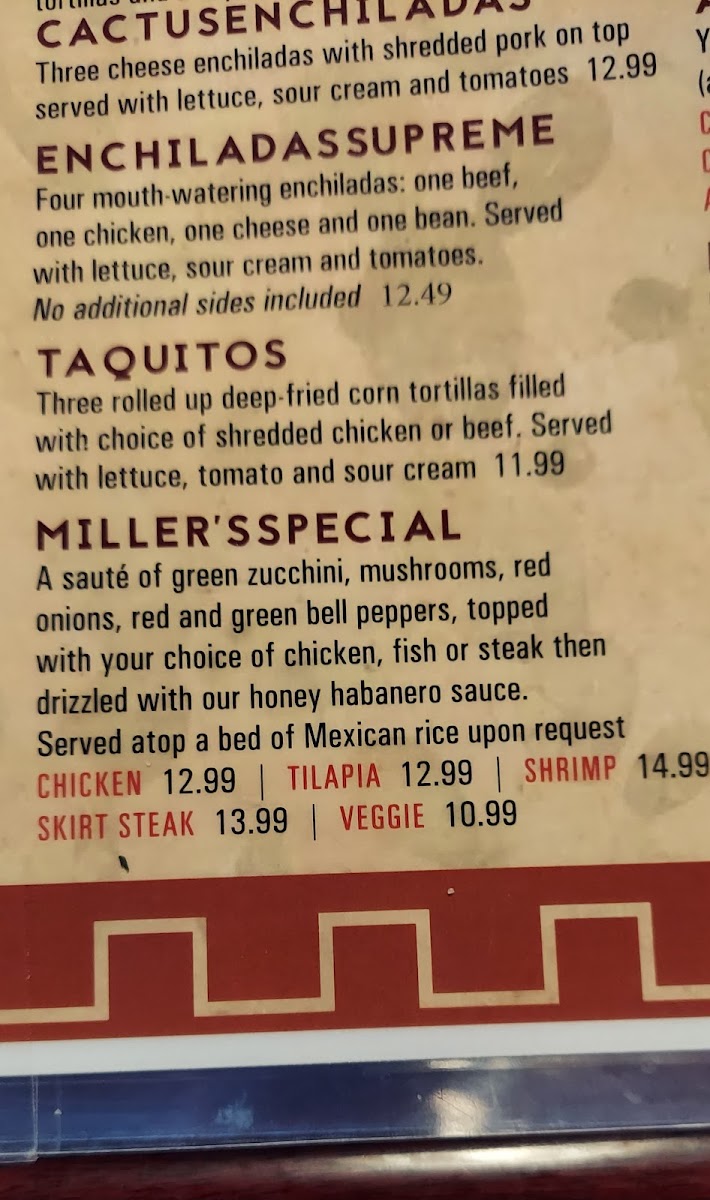 CACTUSENCHILADAS
Three cheese enchiladas with shredded pork on top
served with lettuce, sour cream and tomatoes 12.99
ENCHILADASSUPREME
Four mouth-watering enchiladas: one beef,
one chicken, one cheese and one bean. Served
with lettuce, sour cream and tomatoes.
No additional sides included 12.49
TAQUITOS
Three rolled up deep-fried corn tortillas filled
with choice of shredded chicken or beef. Served
with lettuce, tomato and sour cream 11.99
MILLER'SSPECIAL
A sauté of green zucchini, mushrooms, red
onions, red and green bell peppers, topped
with your choice of chicken, fish or steak then
drizzled with our honey habanero sauce.
Served atop a bed of Mexican rice upon request
CHICKEN 12.99 | TILAPIA 12.99 | SHRIMP 14.99
SKIRT STEAK 13.99 | VEGGIE 10.99